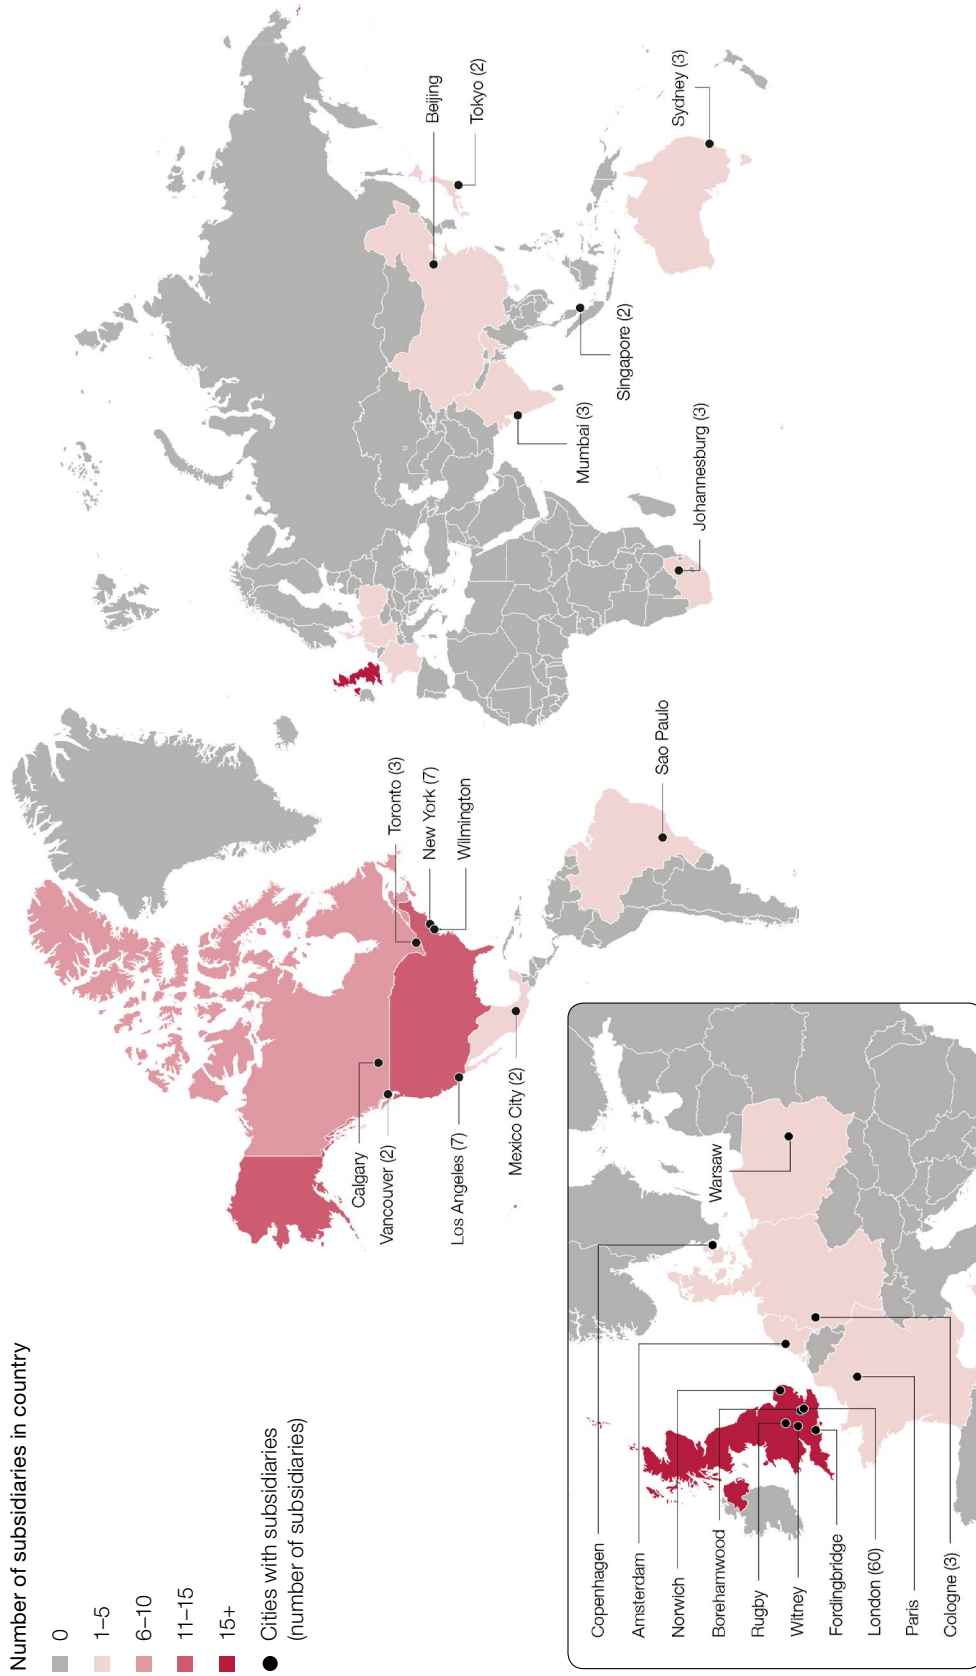 Number of subsidiaries in country
0
1–5
6–10
11–15
15+
Cities with subsidiaries
(number of subsidiaries)
Calgary
Vancouver (2)
Los Angeles (7)
Mexico City (2)
Toronto (3)
New York (7)
Wilmington
Sao Paulo
Johannesburg (3)
Mumbai (3)
Singapore (2)
Beijing
Tokyo (2)
Sydney (3)
Copenhagen
Amsterdam
Norwich
Borehamwood
Rugby
Witney
Fordingbridge
London (60)
Paris
Cologne (3)
Warsaw